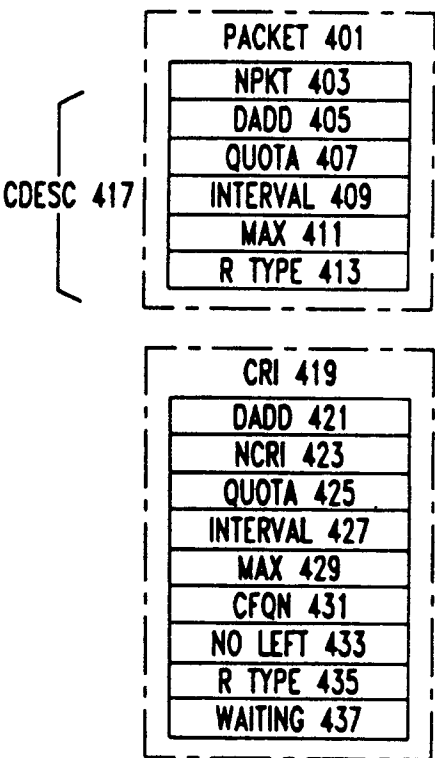 PACKET 401
NPKT 403
DADD 405
QUOTA 407
CDESC 417
INTERVAL 409
MAX 411
R TYPE 413
CRI 419
DADD 421
NCRI 423
QUOTA 425
INTERVAL 427
MAX 429
CFQN 431
NO LEFT 433
R TYPE 435
WAITING 437